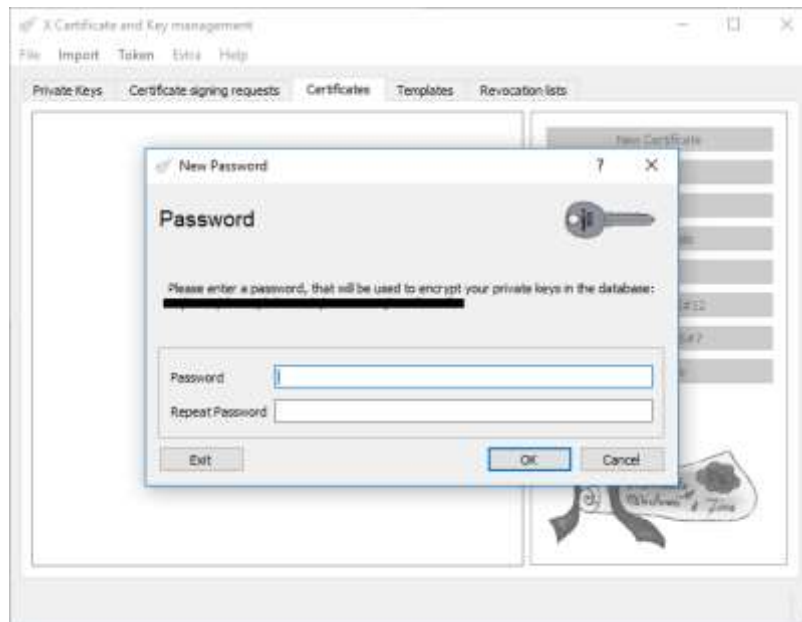 X Certificate and Key management
File Import Token Extra Help
Private Keys Certificate signing requests Certificates Templates Revocation lists
New Certificate
New Password
Password
Please enter a password, that will be used to encrypt your private keys in the database:
Password
Repeat Password
Exit OK Cancel